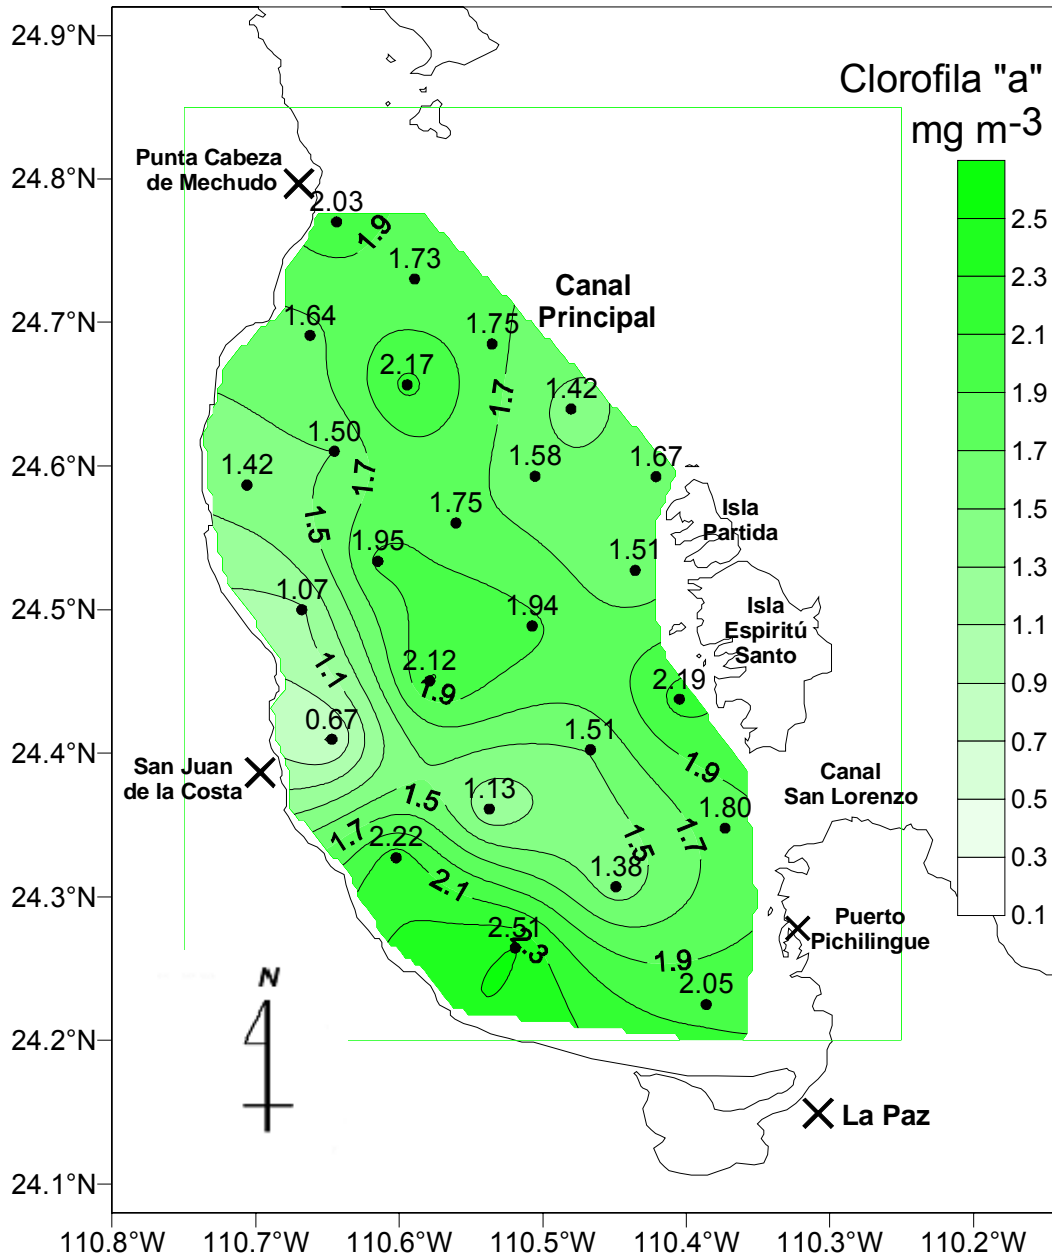 24.9°N
Clorofila "a"
mg m-3
Punta Cabeza
de Mechudo
24.8°N
2.03
1.9
2.5
1.73
2.3
Canal
Principal
24.7°N
1.64
1.75
2.1
2.17
1.42
1.9
1.7
1.7
1.50
1.7
1.42
1.58
1.67
24.6°N
1.5
1.75
Isla
Partida
1.5
1.95
1.51
1.3
1.07
1.94
24.5°N
Isla
Espiritú
Santo
1.1
1.1
2.12
1.9
2.19
0.9
0.67
1.51
24.4°N
0.7
San Juan
de la Costa
1.9
Canal
San Lorenzo
1.13
1.5
1.80
0.5
1.7
2.22
1.5
1.7
0.3
2.1
1.38
24.3°N
0.1
2.51
2.3
Puerto
Pichilingue
1.9
2.05
N
24.2°N
La Paz
24.1°N
110.8°W
110.7°W
110.6°W
110.5°W
110.4°W
110.3°W
110.2°W